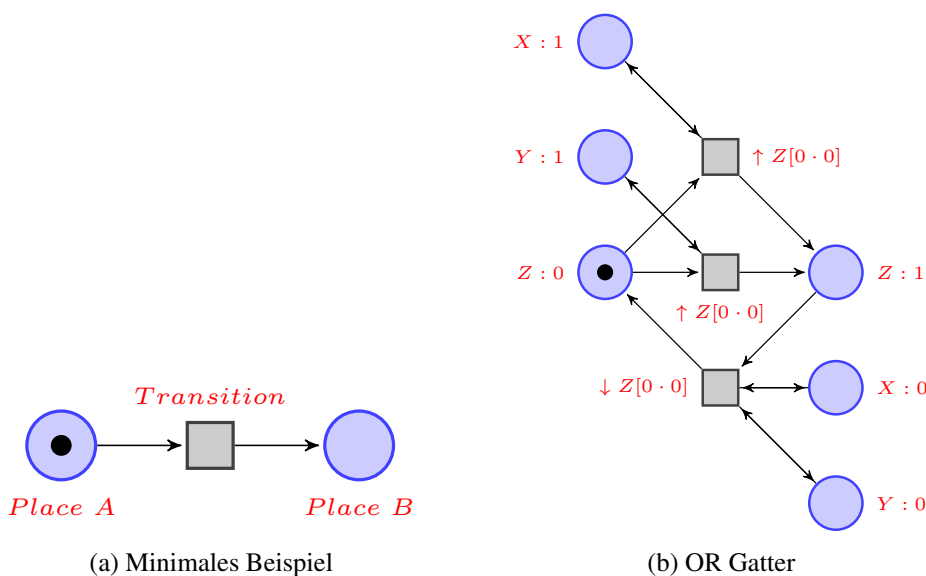 Transition
Place A
Place B
(a) Minimales Beispiel
X : 1
↑ Z[0 · 0]
Y : 1
Z : 0
Z : 1
↑ Z[0 · 0]
↓ Z[0 · 0]
X : 0
Y : 0
(b) OR Gatter